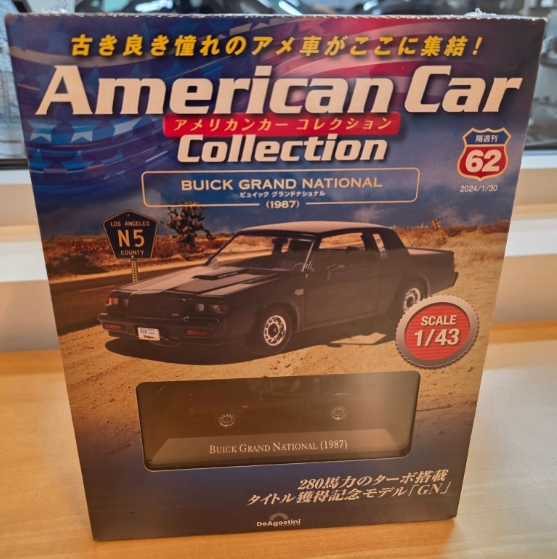 古き良き憧れのアメ車がここに集結！
American Car
アメリカンカー コレクション
Collection
隔週刊
62
2024/1/30
BUICK GRAND NATIONAL
ビュイック グランドナショナル
(1987)
LOS ANGELES
N5
COUNTY
SCALE
1/43
BUICK GRAND NATIONAL (1987)
280馬力のターボ搭載
タイトル獲得記念モデル「GN」
DeAgostini